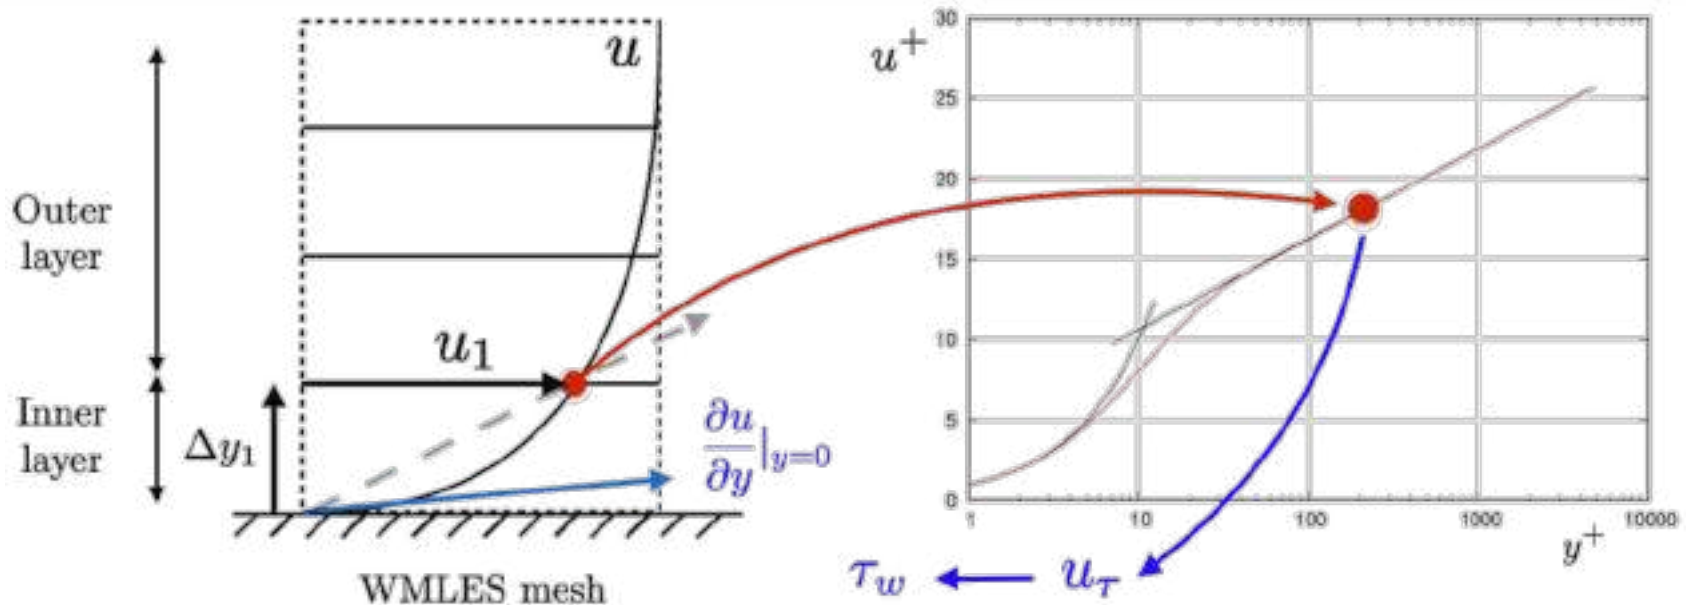 Outer
layer
Inner
layer
Δy₁
u
u₁
∂u/∂y|y=0
WMLES mesh
u⁺
30
25
20
15
10
5
0
1 10 100 1000 10000
y⁺
τw
uτ